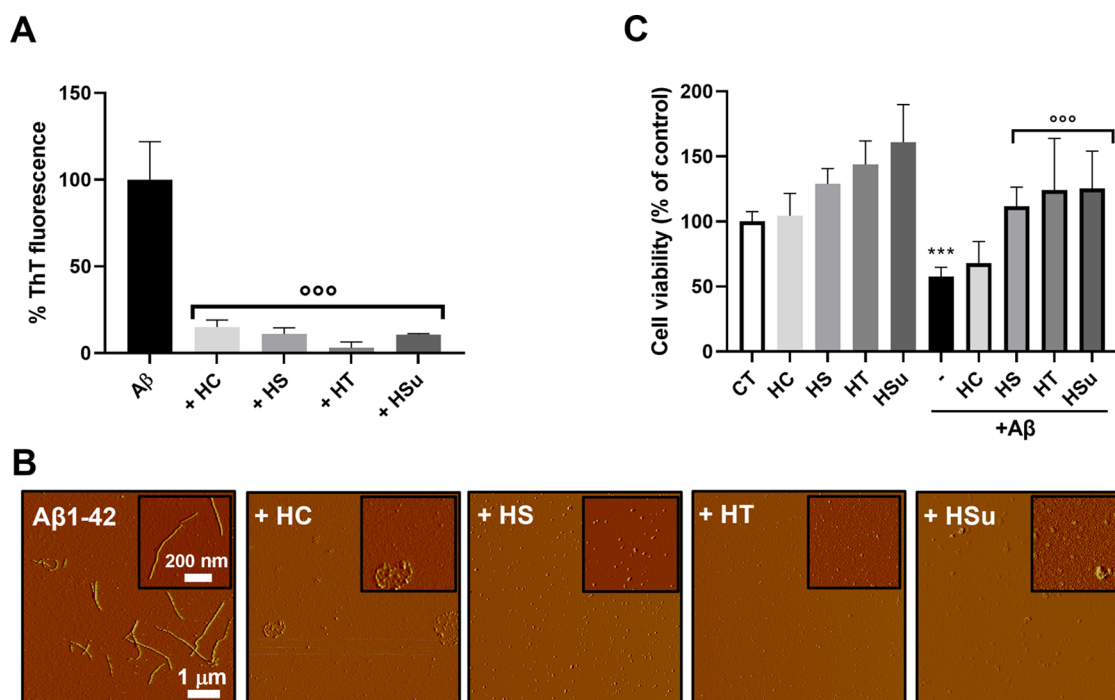 A
% ThT fluorescence
150
100
50
0
°°°
Aβ
+ HC
+ HS
+ HT
+ HSu
C
Cell viability (% of control)
200
150
100
50
0
***
°°°
CT
HC
HS
HT
HSu
-
HC
HS
HT
HSu
+Aβ
B
Aβ1-42
200 nm
1 μm
+ HC
+ HS
+ HT
+ HSu